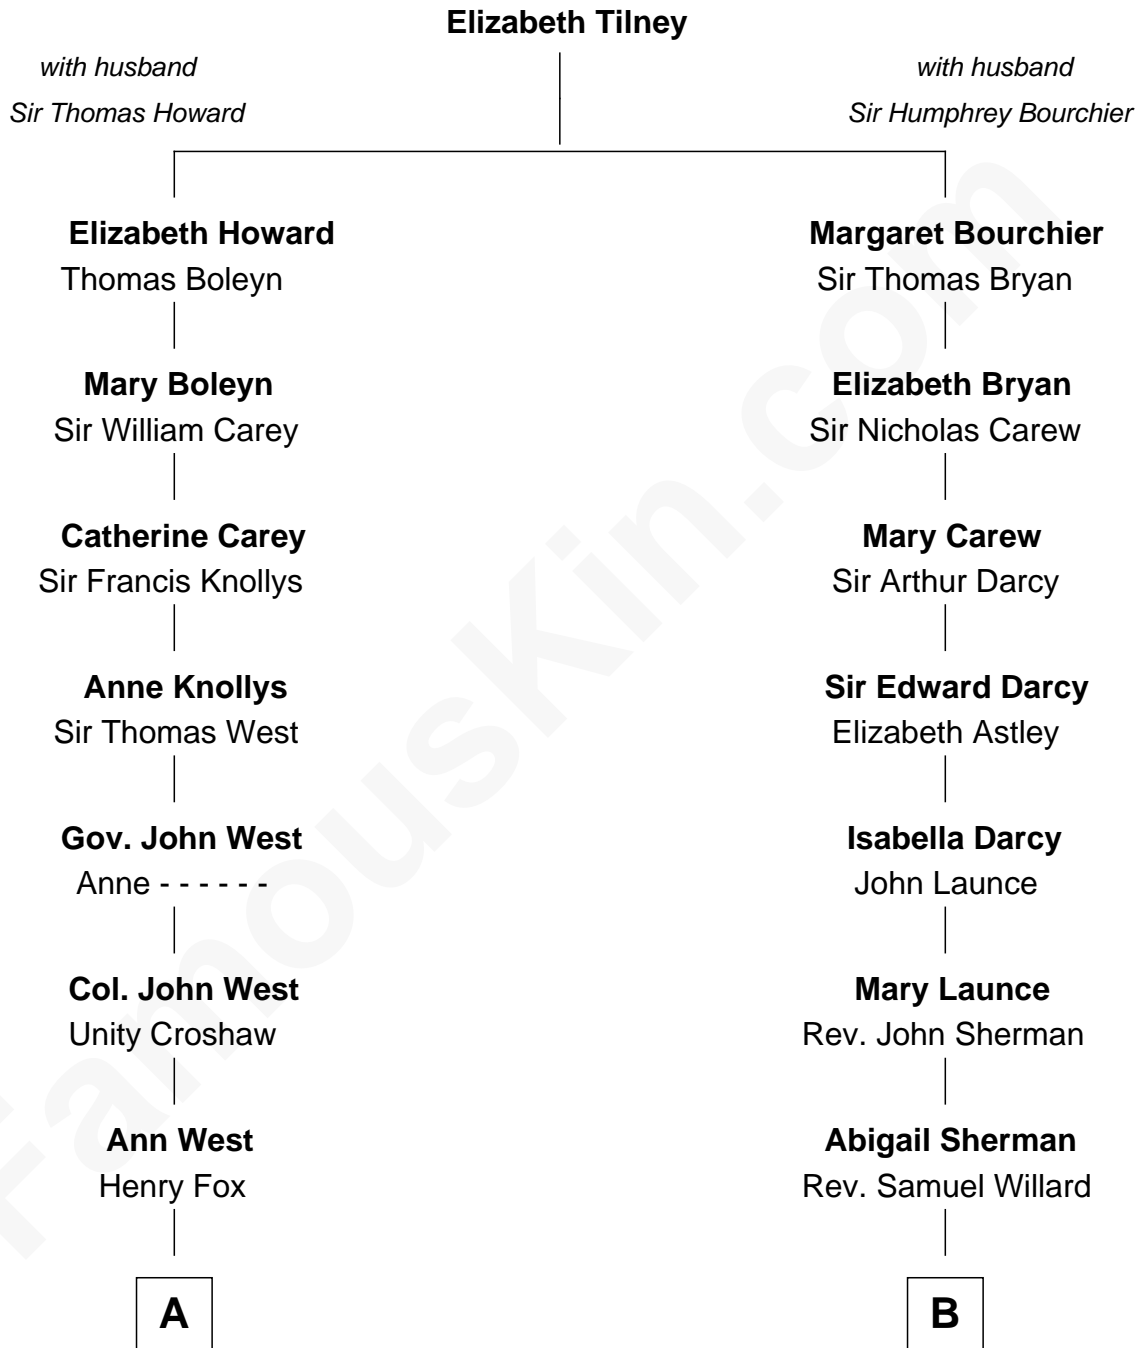 Elizabeth Tilney
with husband
Sir Thomas Howard
with husband
Sir Humphrey Bourchier
Elizabeth Howard
Thomas Boleyn
Margaret Bourchier
Sir Thomas Bryan
Mary Boleyn
Sir William Carey
Elizabeth Bryan
Sir Nicholas Carew
Catherine Carey
Sir Francis Knollys
Mary Carew
Sir Arthur Darcy
Anne Knollys
Sir Thomas West
Sir Edward Darcy
Elizabeth Astley
Gov. John West
Anne - - - - - -
Isabella Darcy
John Launce
Col. John West
Unity Croshaw
Mary Launce
Rev. John Sherman
Ann West
Henry Fox
Abigail Sherman
Rev. Samuel Willard
A
B
FamousKin.com